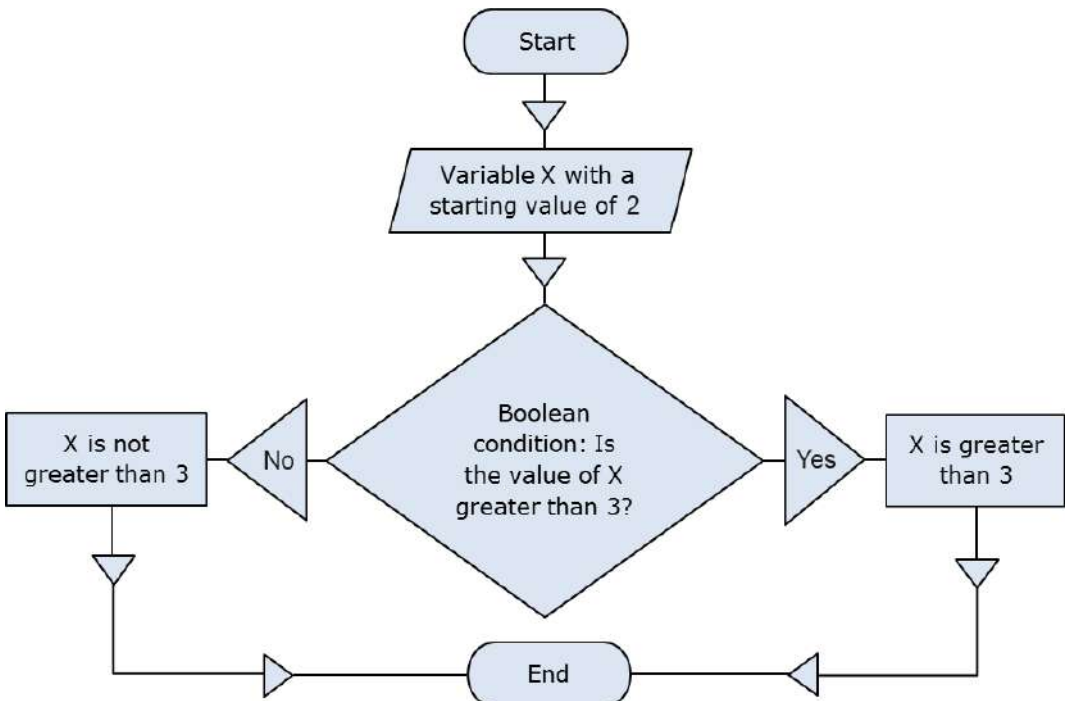 Start
Variable X with a
starting value of 2
Boolean
condition: Is
the value of X
greater than 3?
No
Yes
X is not
greater than 3
X is greater
than 3
End